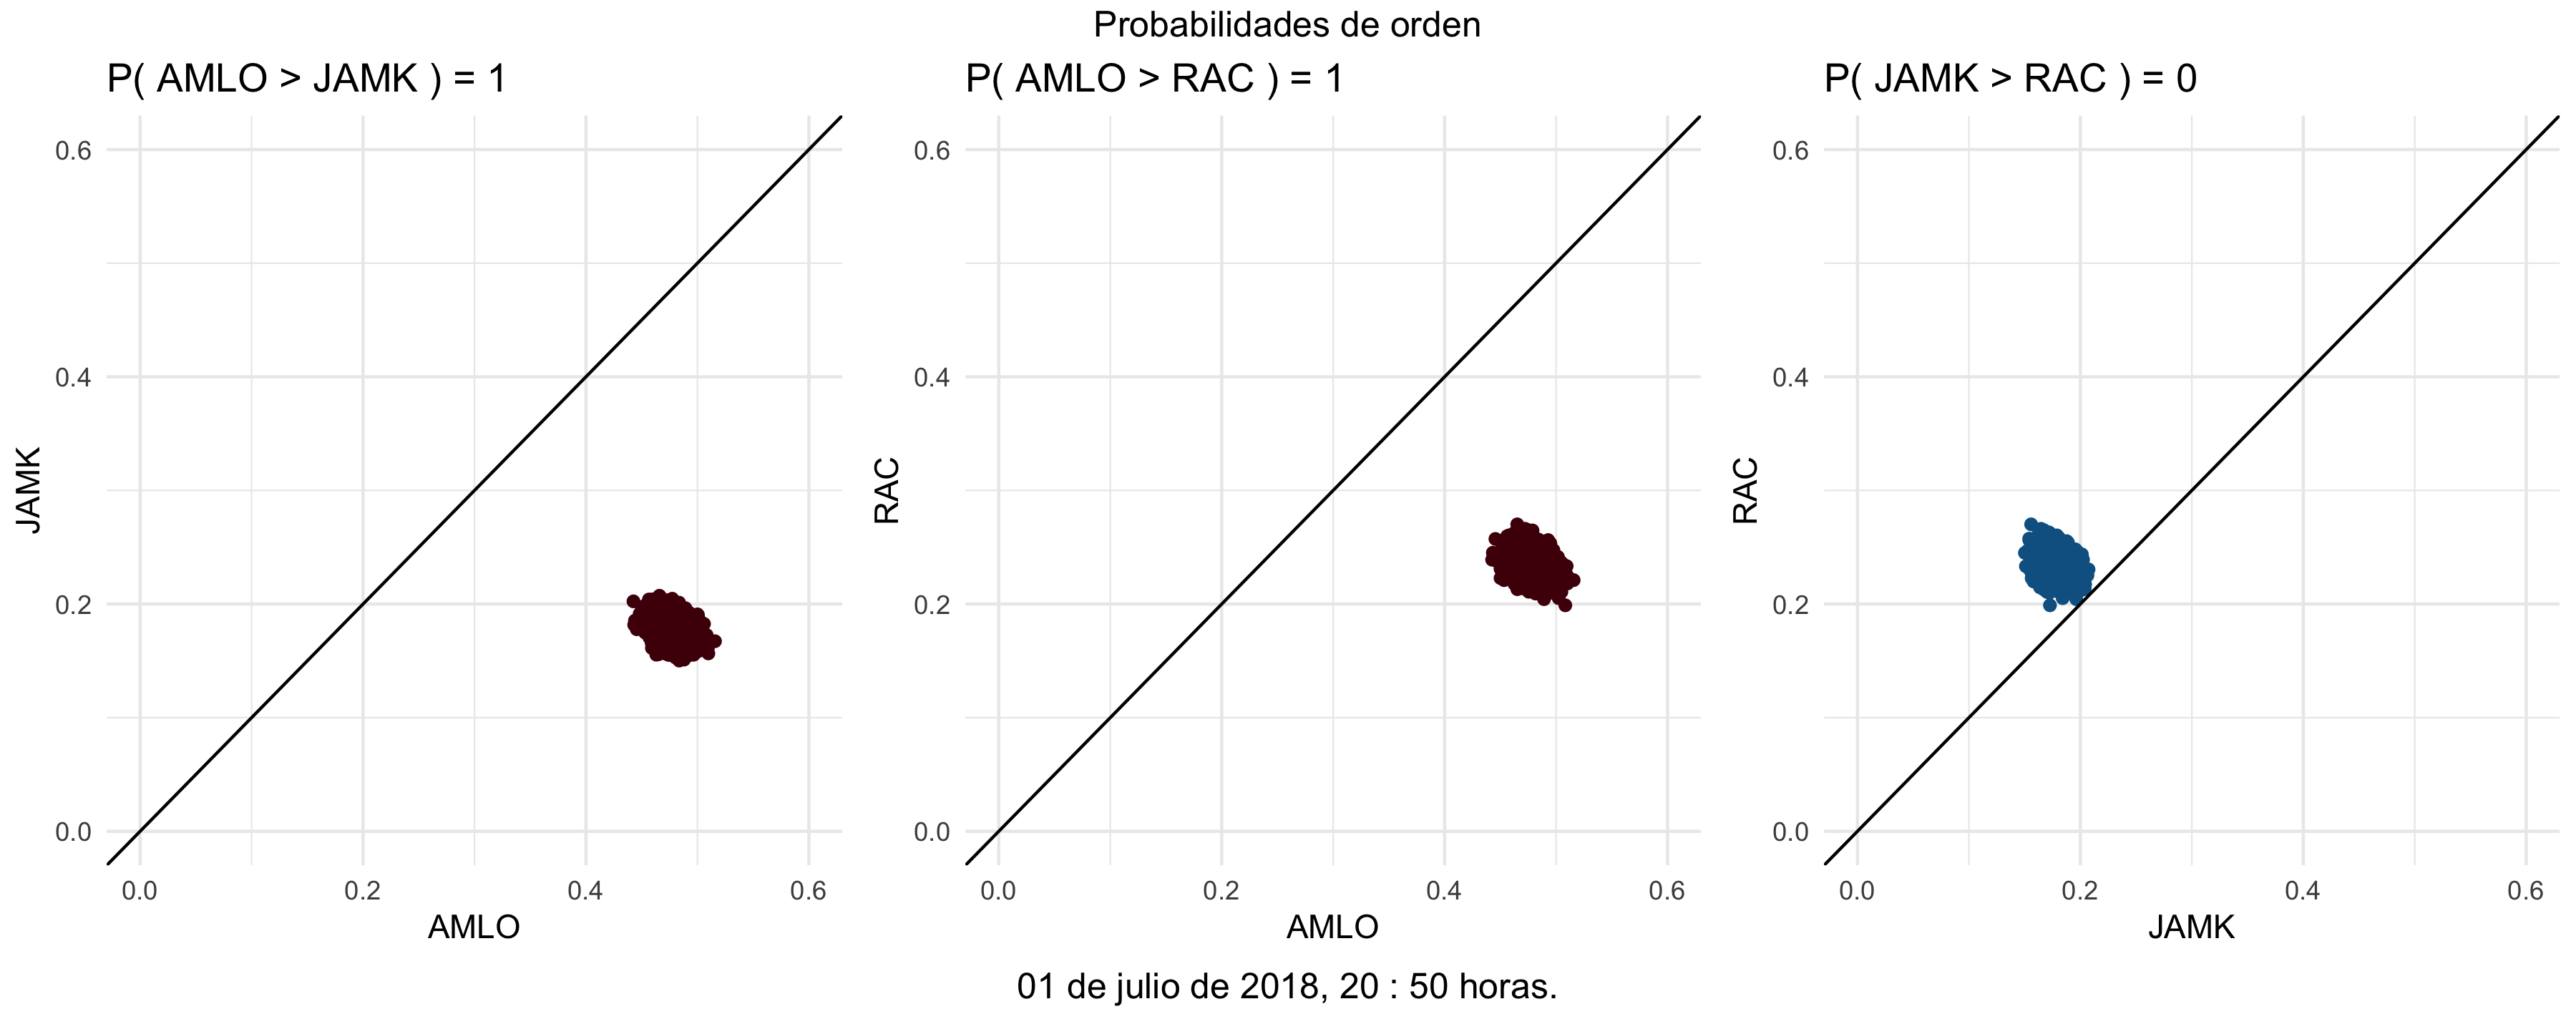 Probabilidades de orden
P( AMLO > JAMK ) = 1
0.6
0.4
0.2
0.0
JAMK
0.0 0.2 0.4 0.6
AMLO
P( AMLO > RAC ) = 1
0.6
0.4
0.2
0.0
RAC
0.0 0.2 0.4 0.6
AMLO
P( JAMK > RAC ) = 0
0.6
0.4
0.2
0.0
RAC
0.0 0.2 0.4 0.6
JAMK
01 de julio de 2018, 20 : 50 horas.